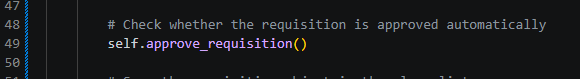 47
48 # Check whether the requisition is approved automatically
49 self.approve_requisition()
50